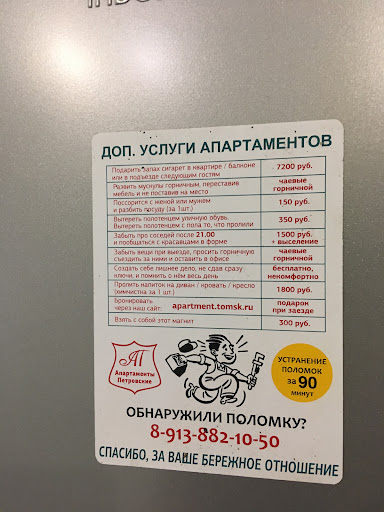 ДОП. УСЛУГИ АПАРТАМЕНТОВ
Подарить запах сигарет в квартире / балконе
или в подъезде следующим гостям
7200 руб.
Развить мускулы горничным, переставив
мебель и не поставив на место
чаевые
горничной
Поссорится с женой или мужем
и разбить посуду (за 1шт.)
150 руб.
Вытереть полотенцем уличную обувь.
Вытереть полотенцем с пола то, что пролили
350 руб.
Забыть про соседей после 21.00
и пообщаться с красавцами в форме
1500 руб.
+ выселение
Забыть вещи при выезде, просить горничную
съездить за ними и оставить в офисе
чаевые
горничной
Создать себе лишнее дело, не сдав сразу
ключи, и помнить о нём весь день
бесплатно,
некомфортно
Пролить напиток на диван / кровать / кресло
(химчистка за 1 шт.)
1800 руб.
Бронировать
через наш сайт: apartment.tomsk.ru
подарок
при заезде
Взять с собой этот магнит
300 руб.
АП
Апартаменты
Петровские
УСТРАНЕНИЕ
ПОЛОМОК
за 90
минут
ОБНАРУЖИЛИ ПОЛОМКУ?
8-913-882-10-50
СПАСИБО, ЗА ВАШЕ БЕРЕЖНОЕ ОТНОШЕНИЕ